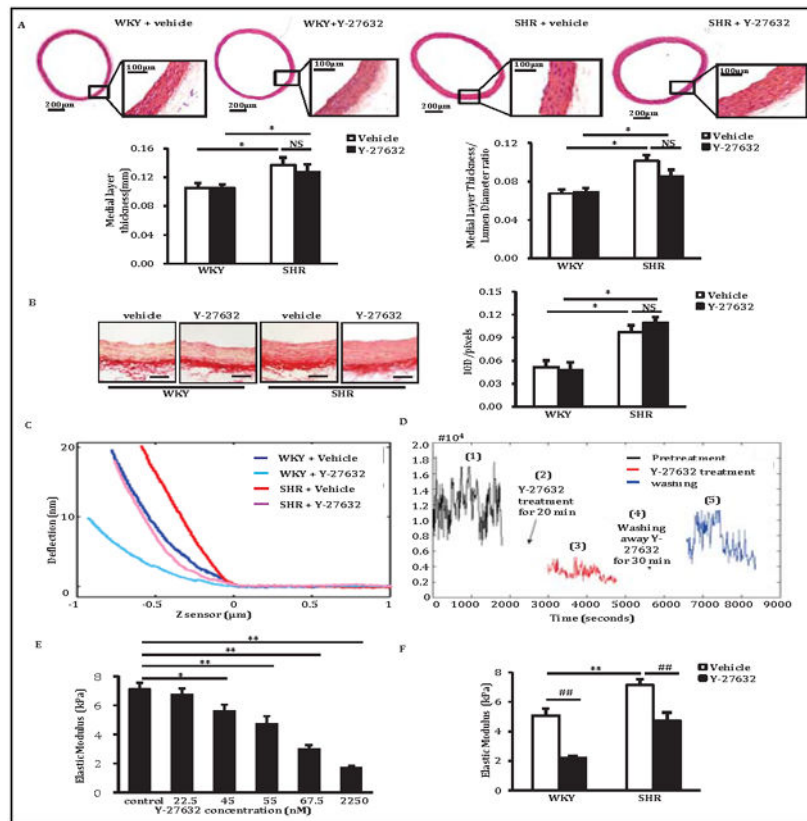 A
WKY + vehicle
WKY+Y-27632
SHR + vehicle
SHR + Y-27632
100µm
100µm
100µm
100µm
200µm
200µm
200µm
200µm
*
*
NS
Vehicle
Y-27632
Medial layer
thickness(mm)
0.16
0.12
0.08
0.04
0.00
WKY
SHR
*
*
NS
Vehicle
Y-27632
Medial Layer Thickness/
Lumen Diameter ratio
0.12
0.08
0.04
0.00
WKY
SHR
B
vehicle
Y-27632
vehicle
Y-27632
WKY
SHR
*
*
NS
Vehicle
Y-27632
IOD/pixels
0.15
0.12
0.09
0.06
0.03
0.00
WKY
SHR
C
Deflection (nm)
20
10
0
WKY + Vehicle
WKY + Y-27632
SHR + Vehicle
SHR + Y-27632
-1
-0.5
0
0.5
1
Z sensor (µm)
D
#10⁴
2.0
1.8
1.6
1.4
1.2
1.0
0.8
0.6
0.4
0.2
0
(1)
(2)
Y-27632
treatment
for 20 min
(3)
(4)
Washing
away Y-
27632
for 30 min
(5)
Pretreatment
Y-27632 treatment
washing
0
1000
2000
3000
4000
5000
6000
7000
8000
9000
Time (seconds)
E
**
**
**
*
Elastic Modulus (kPa)
8
6
4
2
0
control
22.5
45
55
67.5
2250
Y-27632 concentration (nM)
F
**
##
##
Vehicle
Y-27632
Elastic Modulus (kPa)
8
6
4
2
0
WKY
SHR